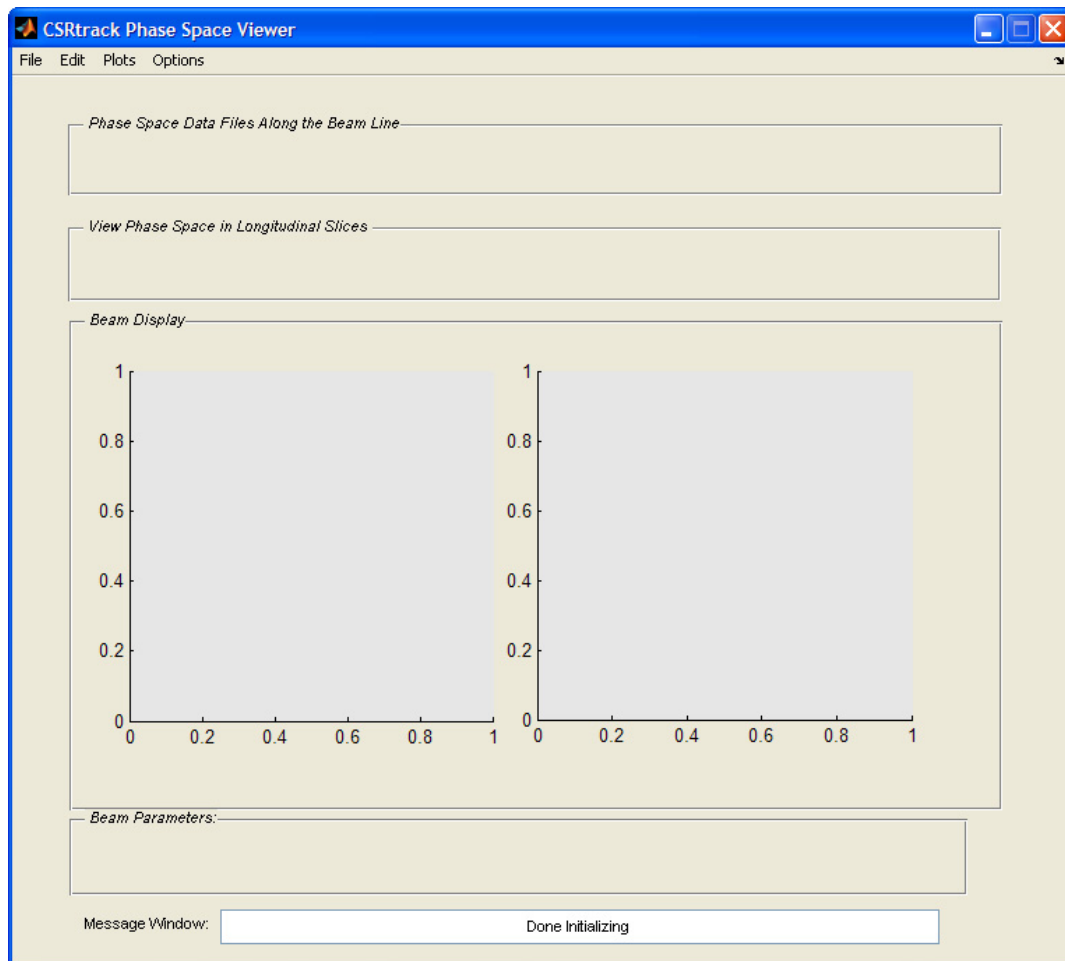 CSRtrack Phase Space Viewer
File Edit Plots Options
Phase Space Data Files Along the Beam Line
View Phase Space in Longitudinal Slices
Beam Display
1 1
0.8 0.8
0.6 0.6
0.4 0.4
0.2 0.2
0 0
0 0.2 0.4 0.6 0.8 1 0 0.2 0.4 0.6 0.8 1
Beam Parameters:
Message Window: Done Initializing